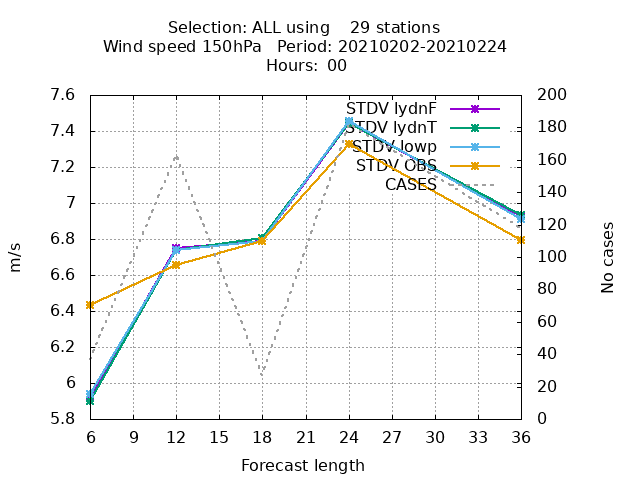 Selection: ALL using    29 stations
Wind speed 150hPa   Period: 20210202-20210224
Hours:  00
STDV IydnF
STDV IydnT
STDV Iowp
STDV OBS
CASES
7.6
7.4
7.2
7
6.8
6.6
6.4
6.2
6
5.8
200
180
160
140
120
100
80
60
40
20
0
m/s
No cases
6 9 12 15 18 21 24 27 30 33 36
Forecast length